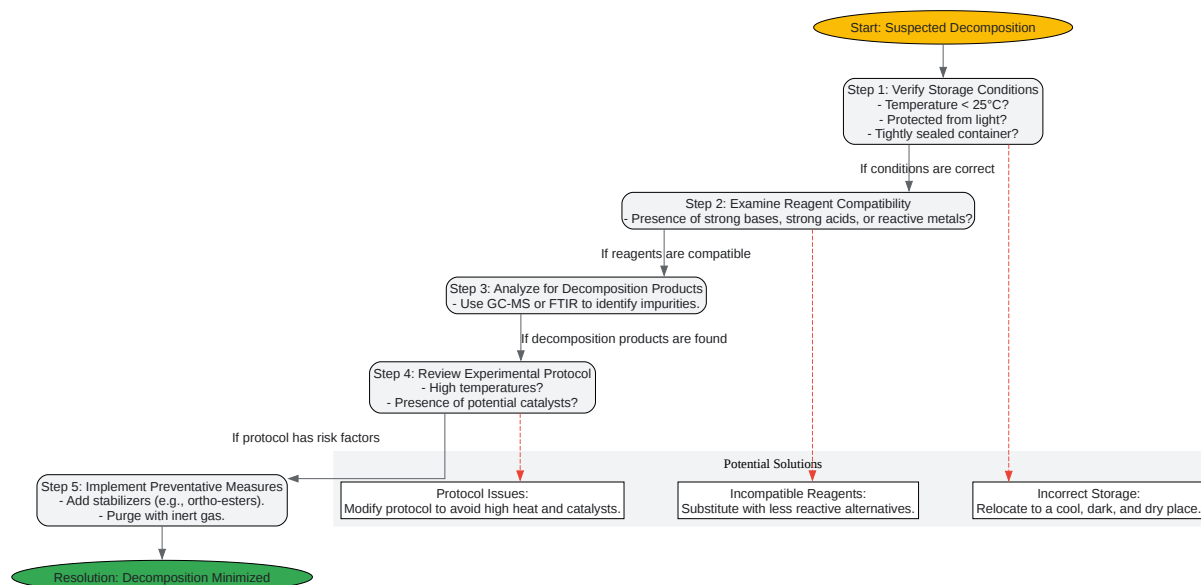 Start: Suspected Decomposition
Step 1: Verify Storage Conditions
- Temperature < 25°C?
- Protected from light?
- Tightly sealed container?
If conditions are correct
Step 2: Examine Reagent Compatibility
- Presence of strong bases, strong acids, or reactive metals?
If reagents are compatible
Step 3: Analyze for Decomposition Products
- Use GC-MS or FTIR to identify impurities.
If decomposition products are found
Step 4: Review Experimental Protocol
- High temperatures?
- Presence of potential catalysts?
If protocol has risk factors
Step 5: Implement Preventative Measures
- Add stabilizers (e.g., ortho-esters).
- Purge with inert gas.
Potential Solutions
Protocol Issues:
Modify protocol to avoid high heat and catalysts.
Incompatible Reagents:
Substitute with less reactive alternatives.
Incorrect Storage:
Relocate to a cool, dark, and dry place.
Resolution: Decomposition Minimized